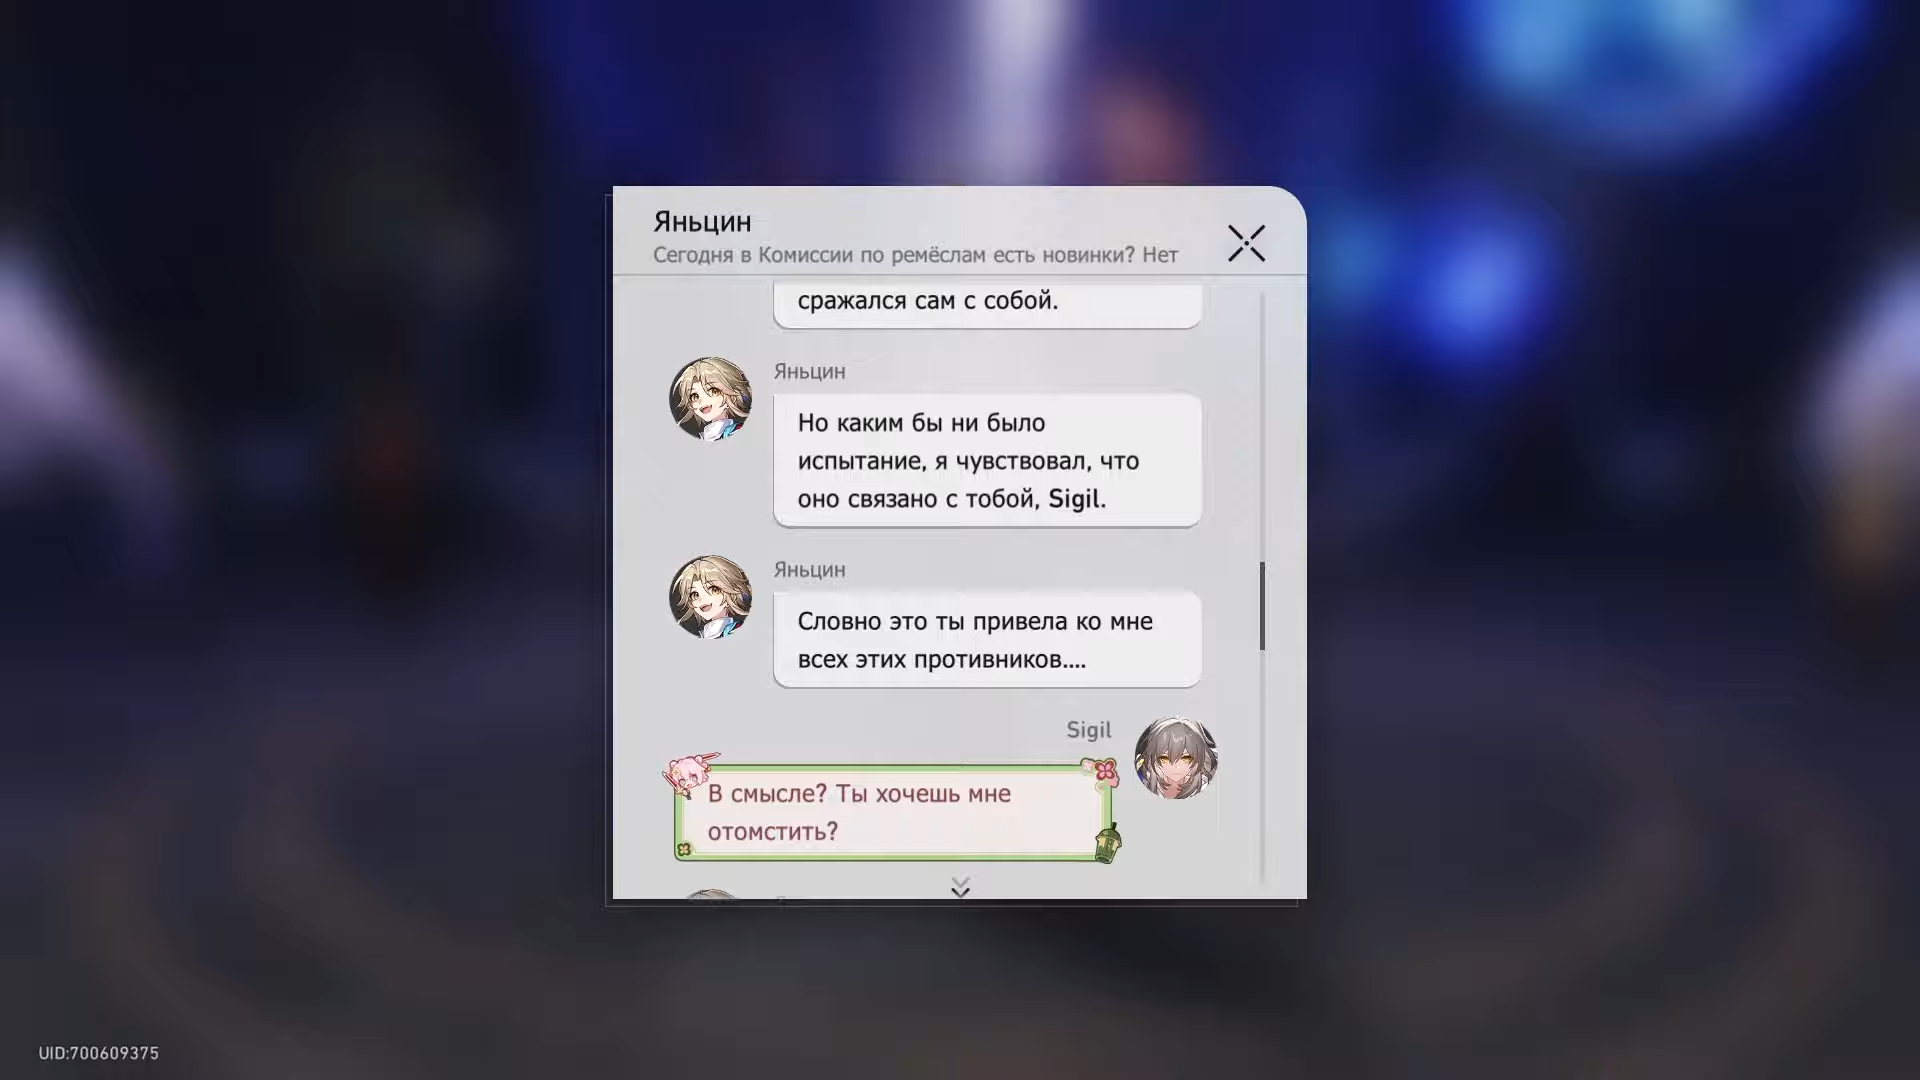 Яньцин
Сегодня в Комиссии по ремёслам есть новинки? Нет
сражался сам с собой.
Яньцин
Но каким бы ни было
испытание, я чувствовал, что
оно связано с тобой, Sigil.
Яньцин
Словно это ты привела ко мне
всех этих противников....
Sigil
В смысле? Ты хочешь мне
отомстить?
UID:700609375